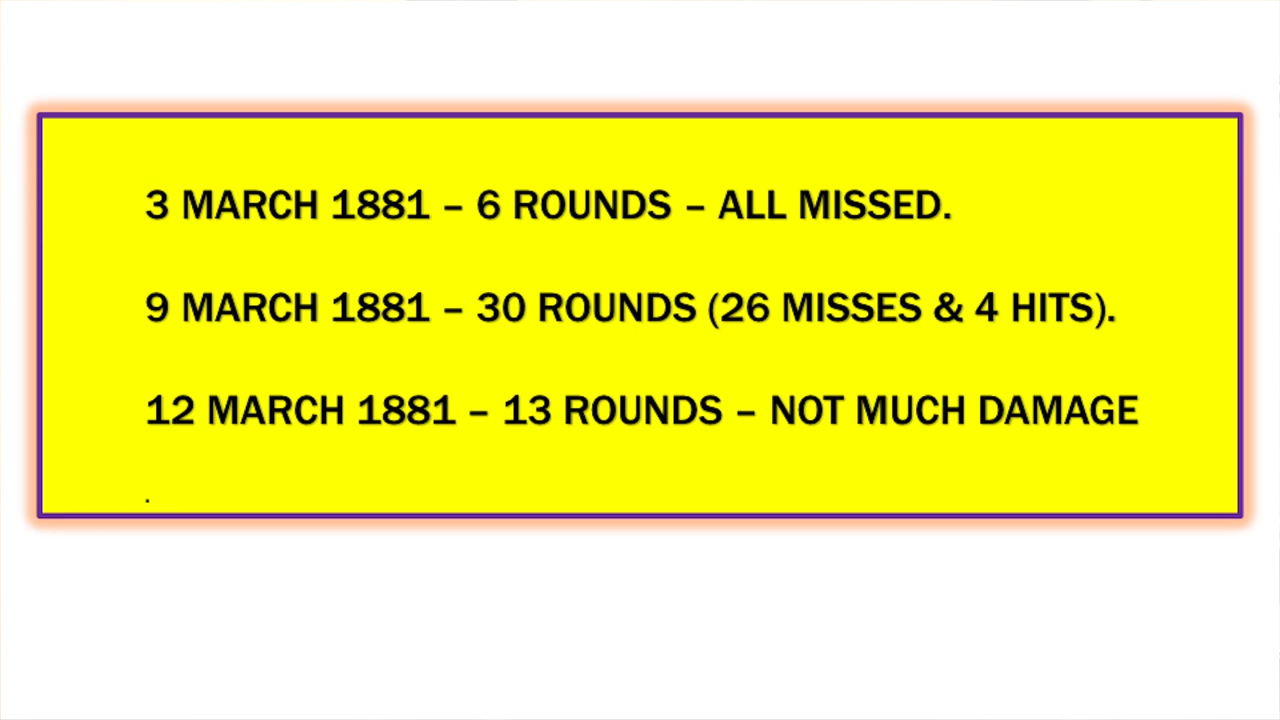 3 MARCH 1881 – 6 ROUNDS – ALL MISSED.
9 MARCH 1881 – 30 ROUNDS (26 MISSES & 4 HITS).
12 MARCH 1881 – 13 ROUNDS – NOT MUCH DAMAGE
.